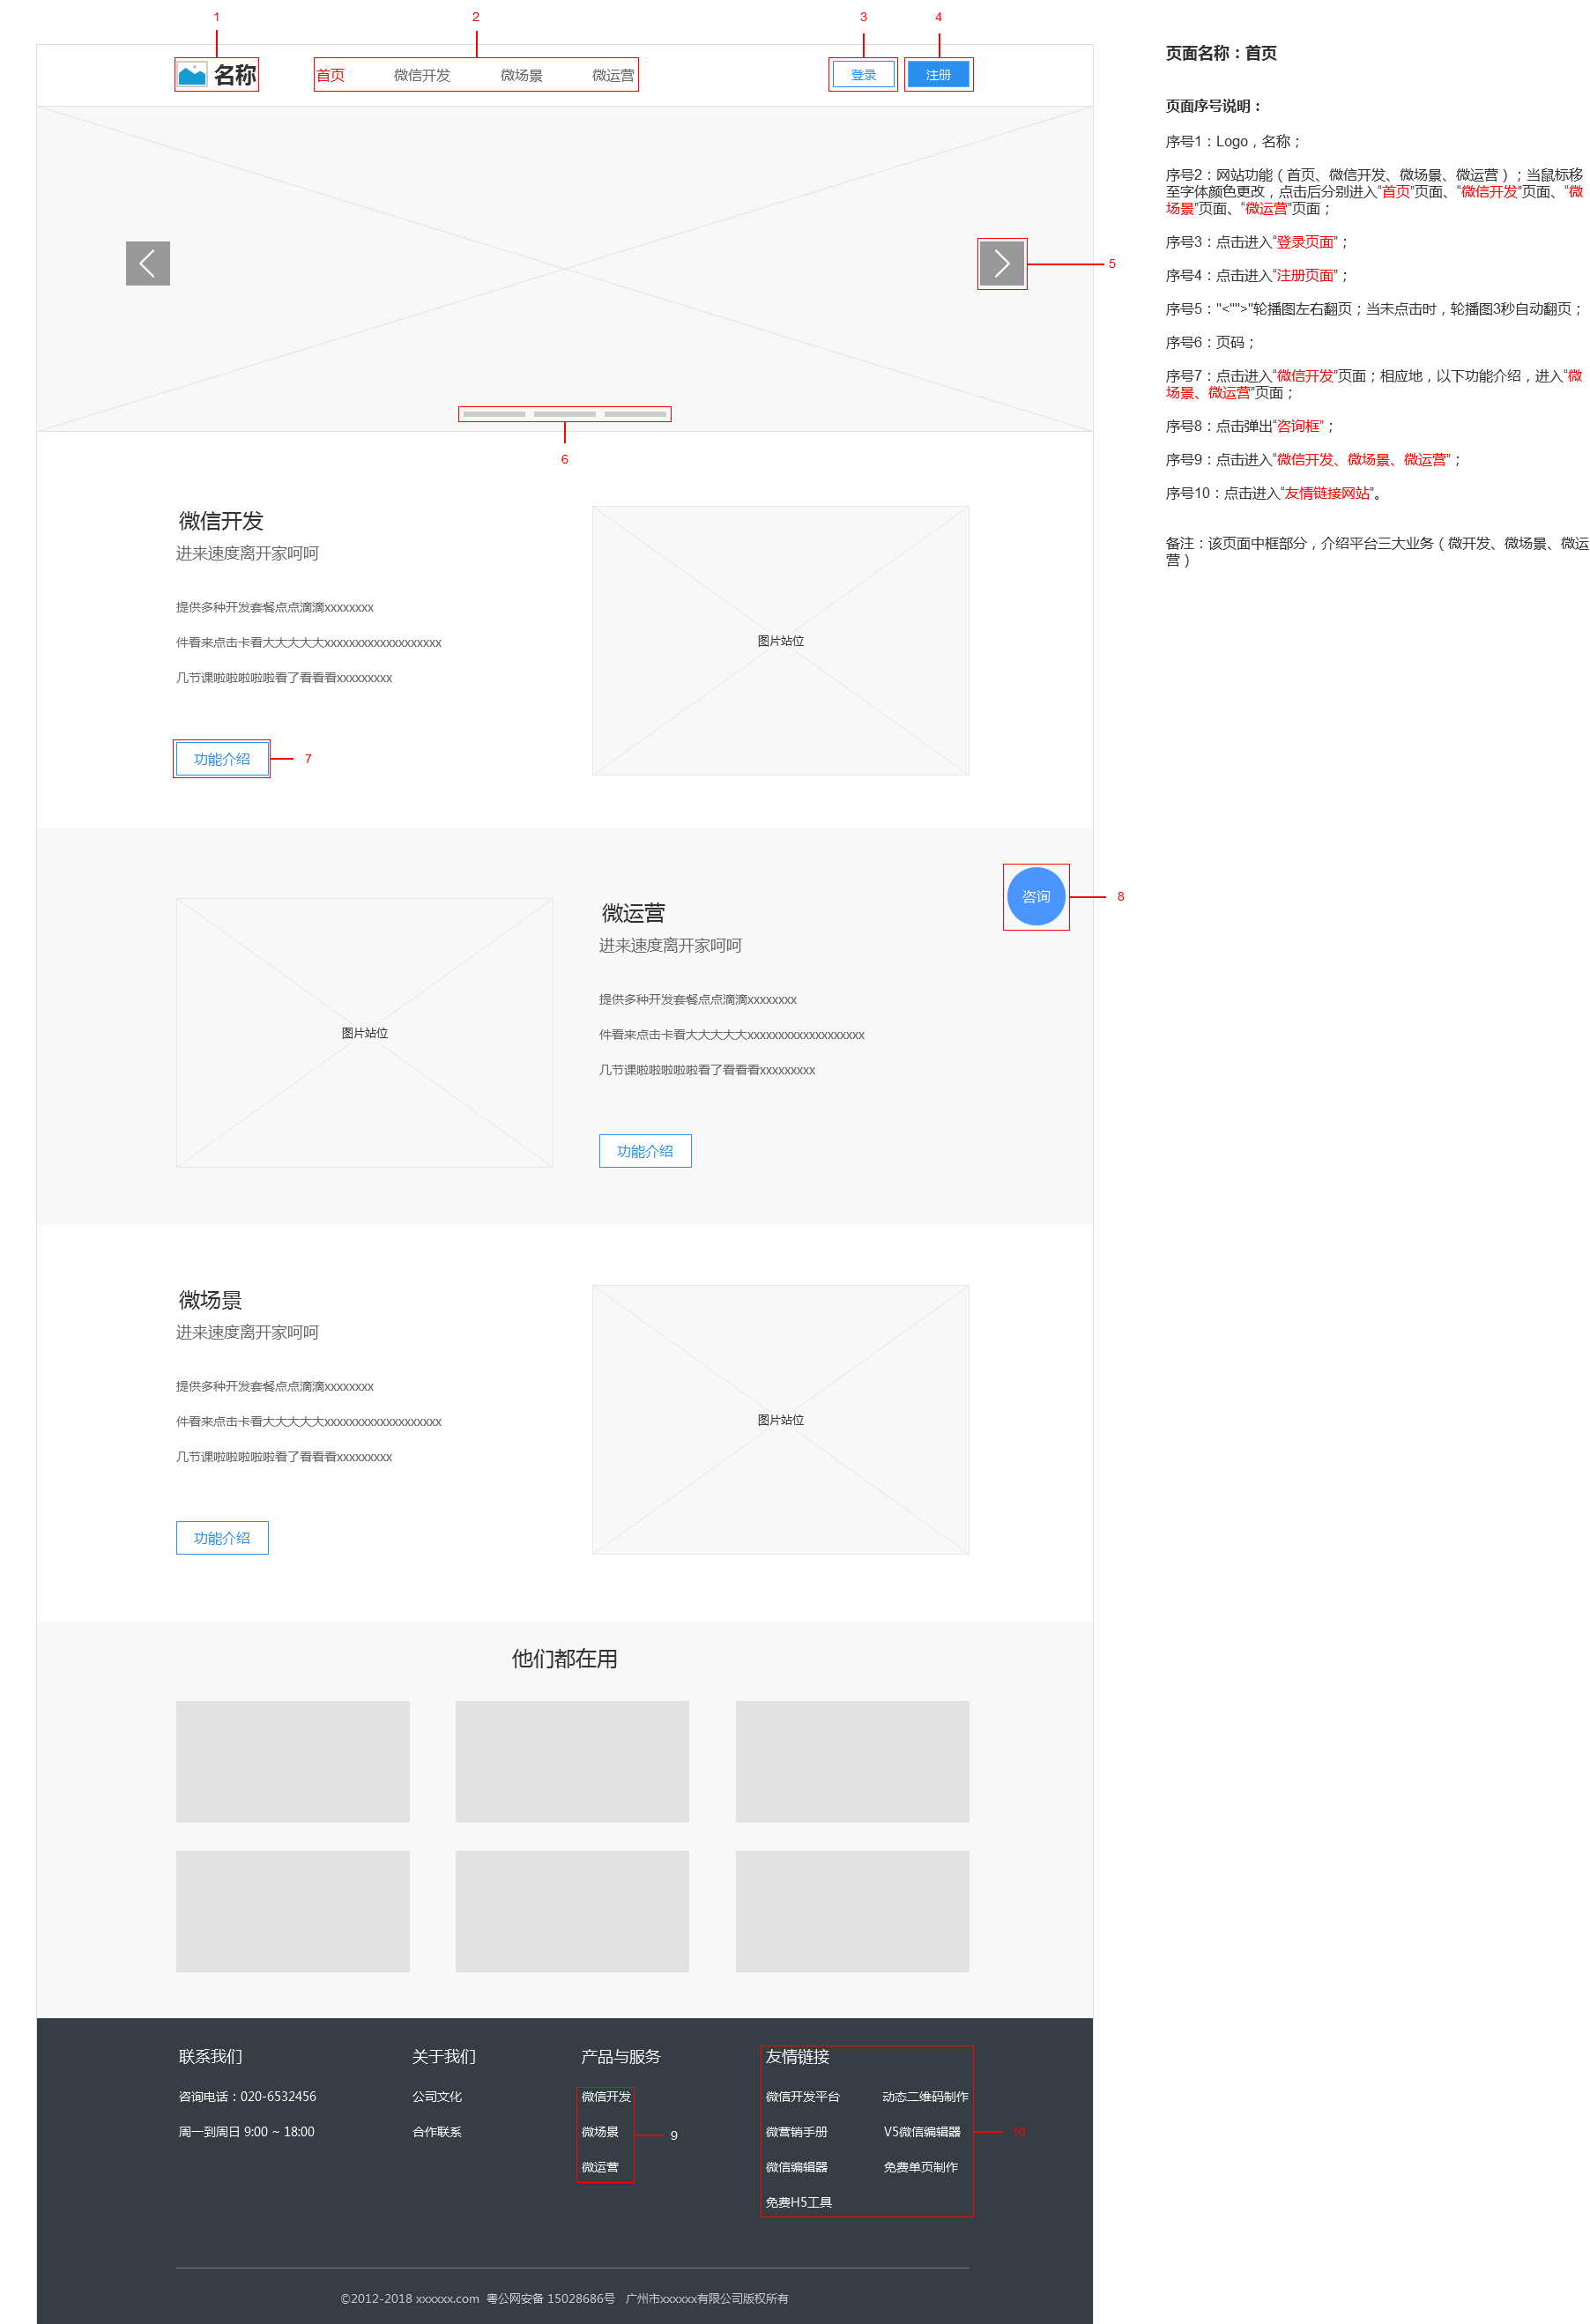 1
2
3
4
名称
首页
微信开发
微场景
微运营
登录
注册
5
6
微信开发
进来速度离开家呵呵
提供多种开发套餐点点滴滴xxxxxxxx
件看来点击卡看大大大大大xxxxxxxxxxxxxxxxxxx
几节课啦啦啦啦啦看了看看看xxxxxxxxx
功能介绍
7
图片站位
咨询
8
图片站位
微运营
进来速度离开家呵呵
提供多种开发套餐点点滴滴xxxxxxxx
件看来点击卡看大大大大大xxxxxxxxxxxxxxxxxxx
几节课啦啦啦啦啦看了看看看xxxxxxxxx
功能介绍
微场景
进来速度离开家呵呵
提供多种开发套餐点点滴滴xxxxxxxx
件看来点击卡看大大大大大xxxxxxxxxxxxxxxxxxx
几节课啦啦啦啦啦看了看看看xxxxxxxxx
功能介绍
图片站位
他们都在用
联系我们
咨询电话：020-6532456
周一到周日 9:00 ~ 18:00
关于我们
公司文化
合作联系
产品与服务
微信开发
微场景
微运营
9
友情链接
微信开发平台
动态二维码制作
微营销手册
V5微信编辑器
微信编辑器
免费单页制作
免费H5工具
10
©2012-2018 xxxxxx.com 粤公网安备 15028686号 广州市xxxxxx有限公司版权所有
页面名称：首页
页面序号说明：
序号1：Logo，名称；
序号2：网站功能（首页、微信开发、微场景、微运营）；当鼠标移
至字体颜色更改，点击后分别进入“首页”页面、“微信开发”页面、“微
场景”页面、“微运营”页面；
序号3：点击进入“登录页面”；
序号4：点击进入“注册页面”；
序号5："<"">"轮播图左右翻页；当未点击时，轮播图3秒自动翻页；
序号6：页码；
序号7：点击进入“微信开发”页面；相应地，以下功能介绍，进入“微
场景、微运营”页面；
序号8：点击弹出“咨询框”；
序号9：点击进入“微信开发、微场景、微运营”；
序号10：点击进入“友情链接网站”。
备注：该页面中框部分，介绍平台三大业务（微开发、微场景、微运
营）